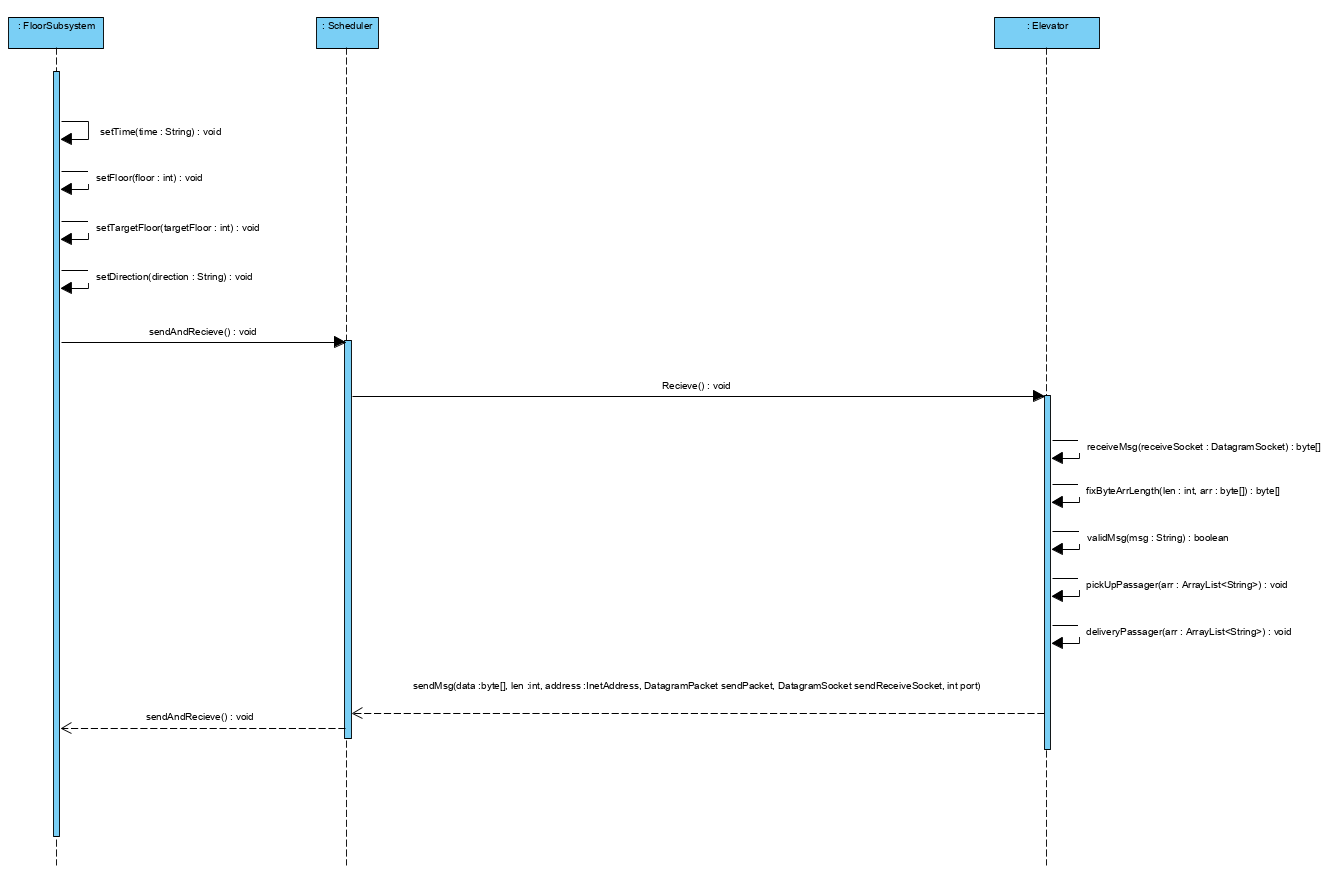 : FloorSubsystem
: Scheduler
: Elevator
setTime(time : String) : void
setFloor(floor : int) : void
setTargetFloor(targetFloor : int) : void
setDirection(direction : String) : void
sendAndRecieve() : void
Recieve() : void
receiveMsg(receiveSocket : DatagramSocket) : byte[]
fixByteArrLength(len : int, arr : byte[]) : byte[]
validMsg(msg : String) : boolean
pickUpPassager(arr : ArrayList<String>) : void
deliveryPassager(arr : ArrayList<String>) : void
sendMsg(data :byte[], len :int, address :InetAddress, DatagramPacket sendPacket, DatagramSocket sendReceiveSocket, int port)
sendAndRecieve() : void